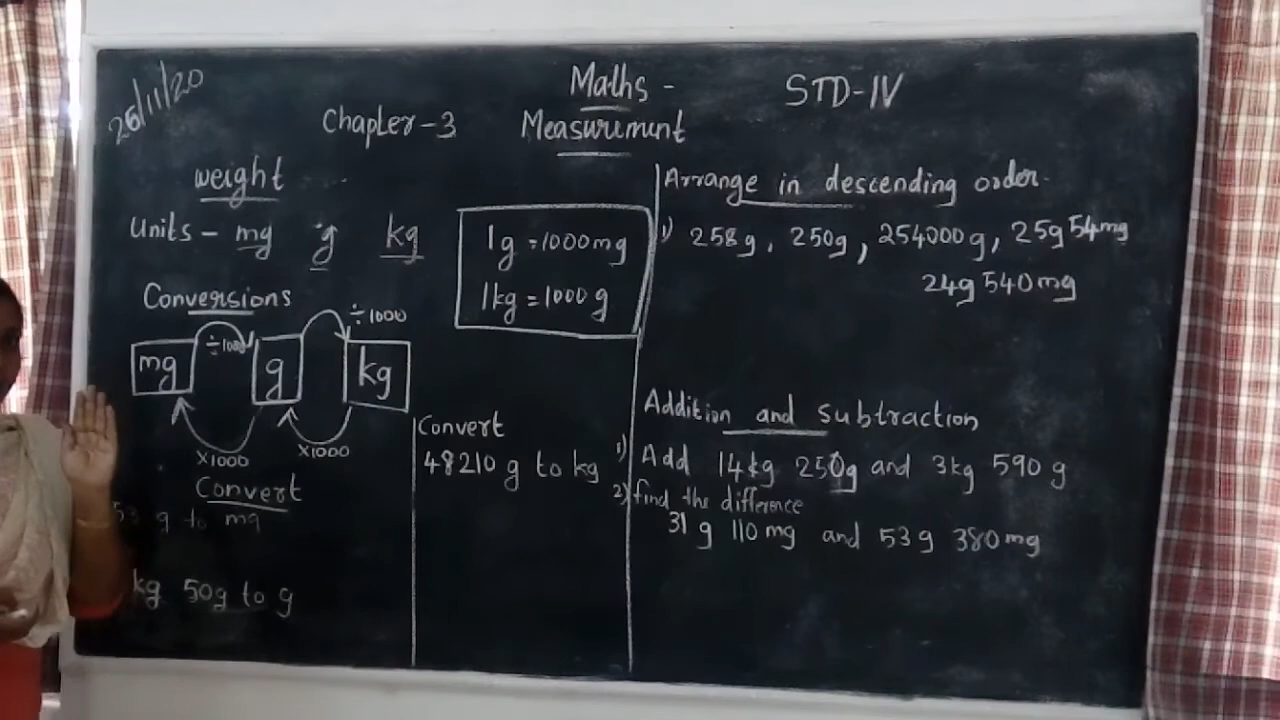 26/11/20
Maths -
STD-IV
Chapter-3 Measurement
weight
Units - mg g kg
Conversions
÷1000 ÷1000
mg g kg
x1000 x1000
Convert
53 g to mg
kg 50g to g
1g = 1000mg
1kg = 1000 g
Convert
48210 g to kg
Arrange in descending order.
1) 258g, 250g, 254000g, 25g 54mg
24g 540mg
Addition and subtraction
1) Add 14kg 250g and 3kg 590 g
2) find the difference
31 g 110 mg and 53g 380mg